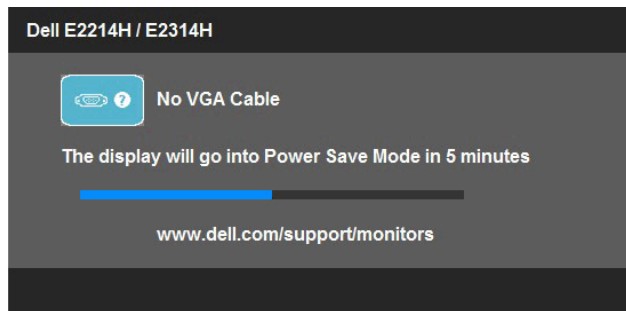 Dell E2214H / E2314H
? No VGA Cable
The display will go into Power Save Mode in 5 minutes
www.dell.com/support/monitors